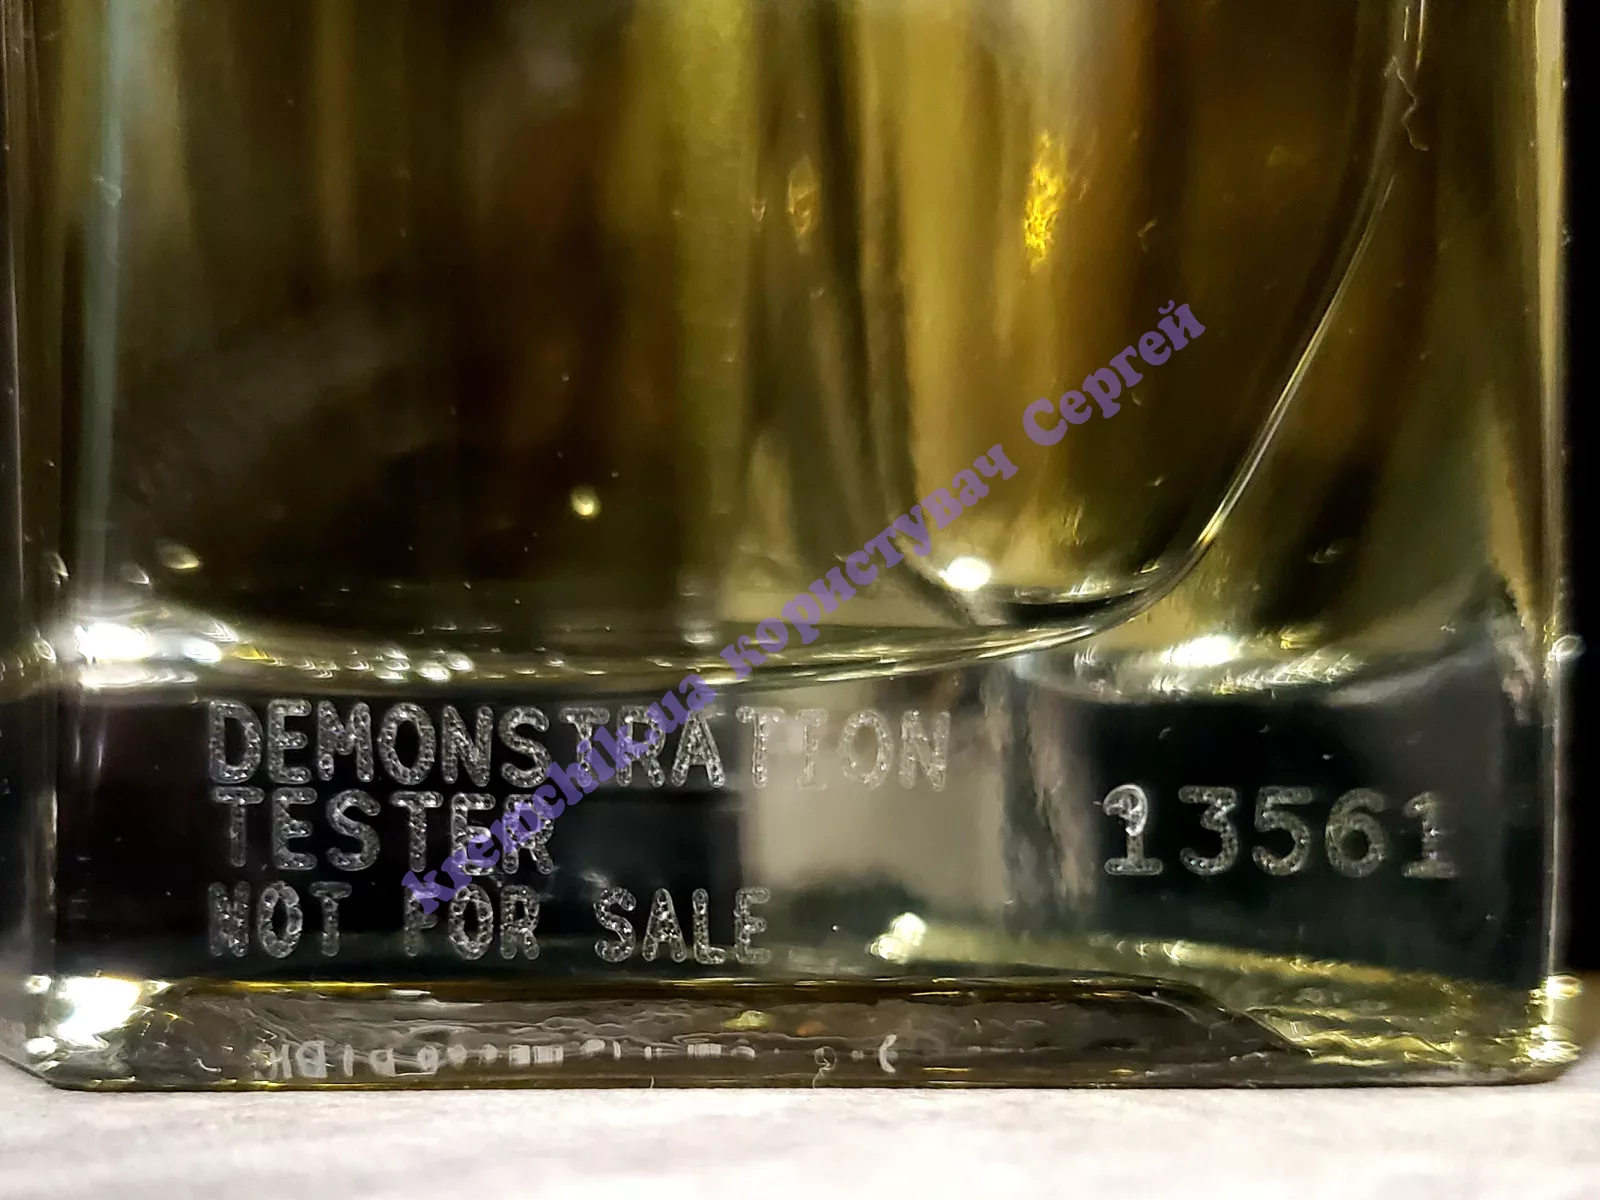 DEMONSTRATION
TESTER
NOT FOR SALE
13561
kremchik.ua користувач Сергей